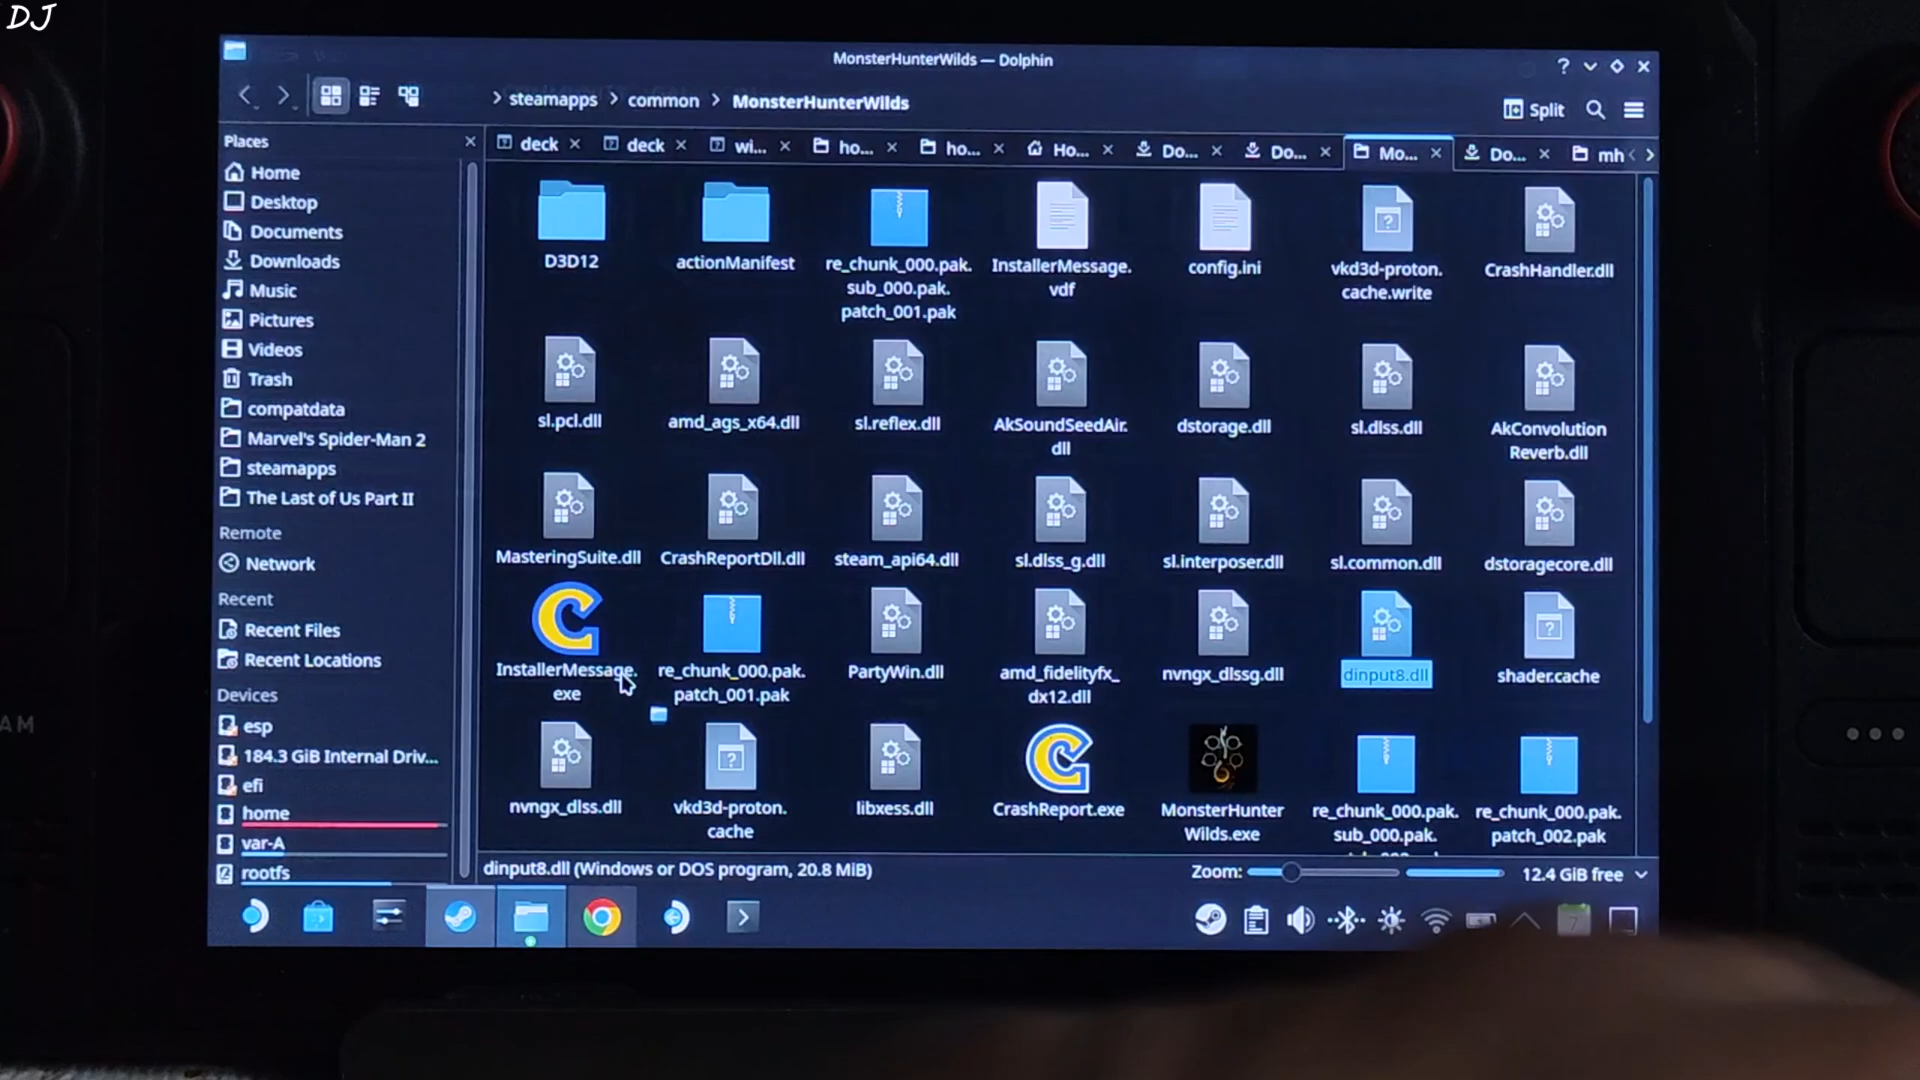 DJ
MonsterHunterWilds — Dolphin
steamapps
common
MonsterHunterWilds
Split
Places
deck
deck
wi...
ho...
ho...
Ho...
Do...
Do...
Mo...
Do...
mh
Home
Desktop
Documents
Downloads
Music
Pictures
Videos
Trash
compatdata
Marvel's Spider-Man 2
steamapps
The Last of Us Part II
Remote
Network
Recent
Recent Files
Recent Locations
Devices
esp
184.3 GiB Internal Driv...
efi
home
var-A
rootfs
D3D12
actionManifest
re_chunk_000.pak.
sub_000.pak.
patch_001.pak
InstallerMessage.
vdf
config.ini
vkd3d-proton.
cache.write
CrashHandler.dll
sl.pcl.dll
amd_ags_x64.dll
sl.reflex.dll
AkSoundSeedAir.
dll
dstorage.dll
sl.dlss.dll
AkConvolution
Reverb.dll
MasteringSuite.dll
CrashReportDll.dll
steam_api64.dll
sl.dlss_g.dll
sl.interposer.dll
sl.common.dll
dstoragecore.dll
InstallerMessage.
exe
re_chunk_000.pak.
patch_001.pak
PartyWin.dll
amd_fidelityfx_
dx12.dll
nvngx_dlssg.dll
dinput8.dll
shader.cache
nvngx_dlss.dll
vkd3d-proton.
cache
libxess.dll
CrashReport.exe
MonsterHunter
Wilds.exe
re_chunk_000.pak.
sub_000.pak.
re_chunk_000.pak.
patch_002.pak
dinput8.dll (Windows or DOS program, 20.8 MiB)
Zoom:
12.4 GiB free
7
AM